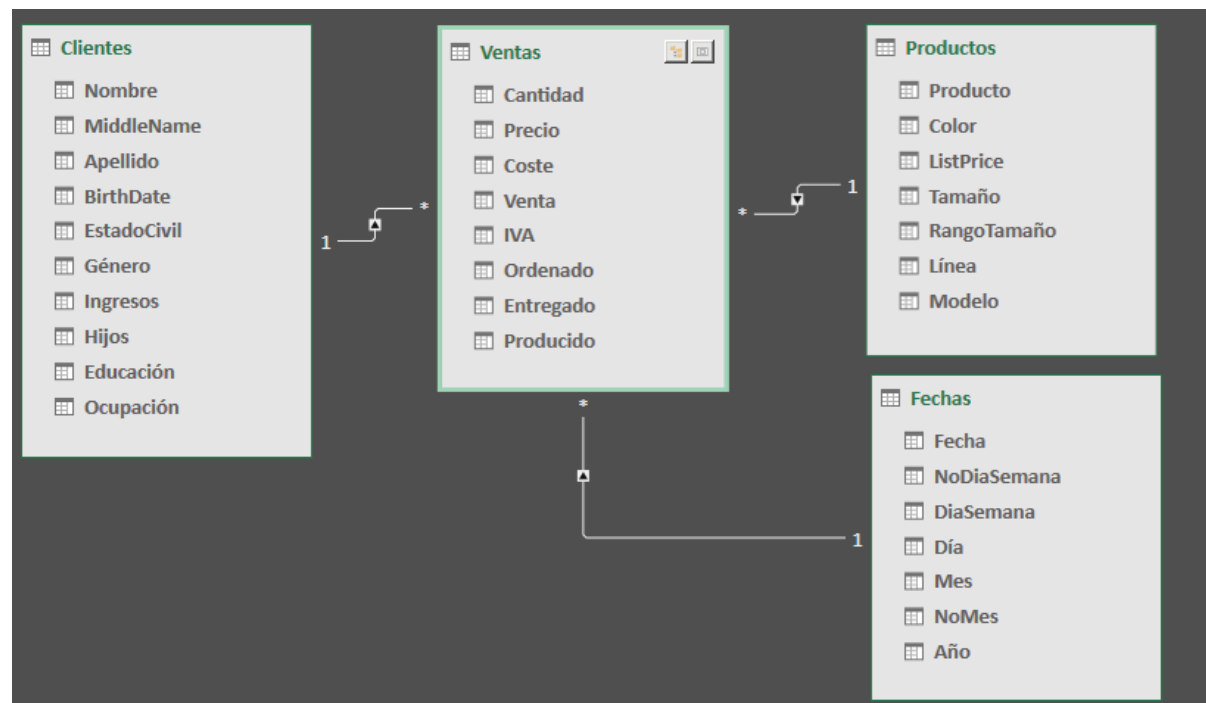 Clientes
Nombre
MiddleName
Apellido
BirthDate
EstadoCivil
Género
Ingresos
Hijos
Educación
Ocupación
1
*
Ventas
Cantidad
Precio
Coste
Venta
IVA
Ordenado
Entregado
Producido
*
1
Productos
Producto
Color
ListPrice
Tamaño
RangoTamaño
Línea
Modelo
*
1
Fechas
Fecha
NoDiaSemana
DiaSemana
Día
Mes
NoMes
Año